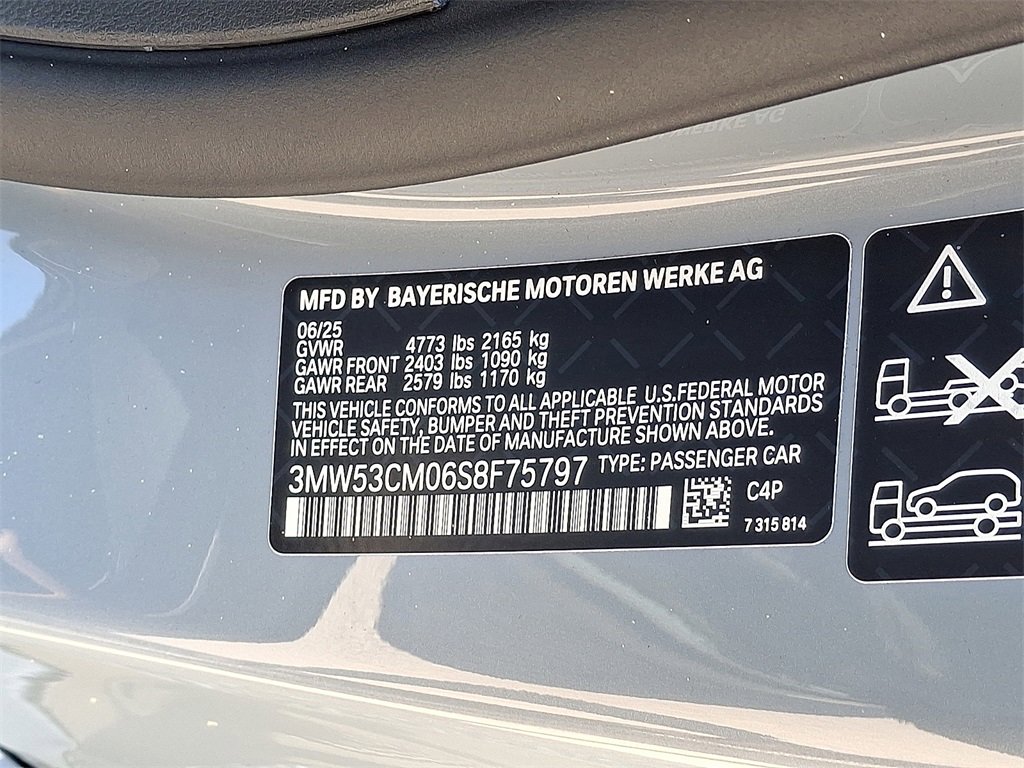 MFD BY BAYERISCHE MOTOREN WERKE AG
06/25
GVWR 4773 lbs 2165 kg
GAWR FRONT 2403 lbs 1090 kg
GAWR REAR 2579 lbs 1170 kg
THIS VEHICLE CONFORMS TO ALL APPLICABLE U.S.FEDERAL MOTOR
VEHICLE SAFETY, BUMPER AND THEFT PREVENTION STANDARDS
IN EFFECT ON THE DATE OF MANUFACTURE SHOWN ABOVE.
3MW53CM06S8F75797 TYPE: PASSENGER CAR
C4P
7 315 814